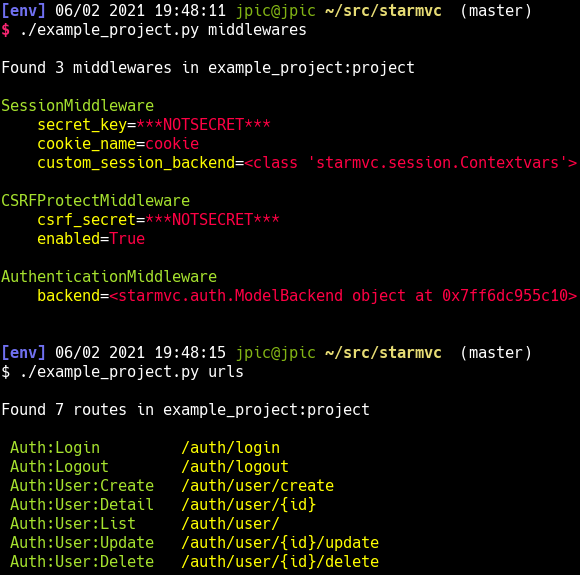 [env] 06/02 2021 19:48:11 jpic@jpic ~/src/starmvc  (master)
$ ./example_project.py middlewares

Found 3 middlewares in example_project:project

SessionMiddleware
    secret_key=***NOTSECRET***
    cookie_name=cookie
    custom_session_backend=<class 'starmvc.session.Contextvars'>

CSRFProtectMiddleware
    csrf_secret=***NOTSECRET***
    enabled=True

AuthenticationMiddleware
    backend=<starmvc.auth.ModelBackend object at 0x7ff6dc955c10>

[env] 06/02 2021 19:48:15 jpic@jpic ~/src/starmvc  (master)
$ ./example_project.py urls

Found 7 routes in example_project:project

 Auth:Login         /auth/login
 Auth:Logout        /auth/logout
 Auth:User:Create   /auth/user/create
 Auth:User:Detail   /auth/user/{id}
 Auth:User:List     /auth/user/
 Auth:User:Update   /auth/user/{id}/update
 Auth:User:Delete   /auth/user/{id}/delete